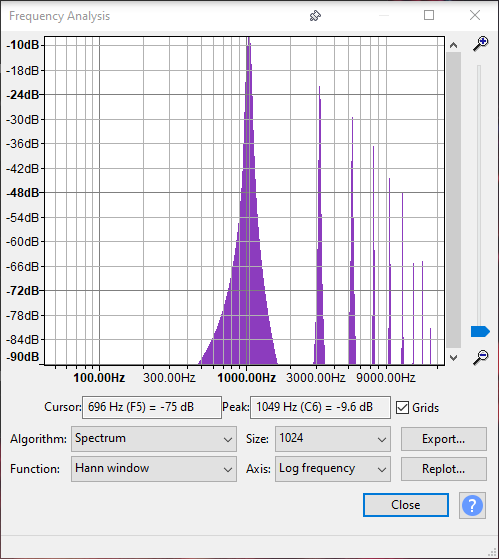 Frequency Analysis
-10dB
-18dB
-24dB
-30dB
-36dB
-42dB
-48dB
-54dB
-60dB
-66dB
-72dB
-78dB
-84dB
-90dB
100.00Hz 300.00Hz 1000.00Hz 3000.00Hz 9000.00Hz
Cursor: 696 Hz (F5) = -75 dB Peak: 1049 Hz (C6) = -9.6 dB Grids
Algorithm: Spectrum Size: 1024 Export...
Function: Hann window Axis: Log frequency Replot...
Close ?